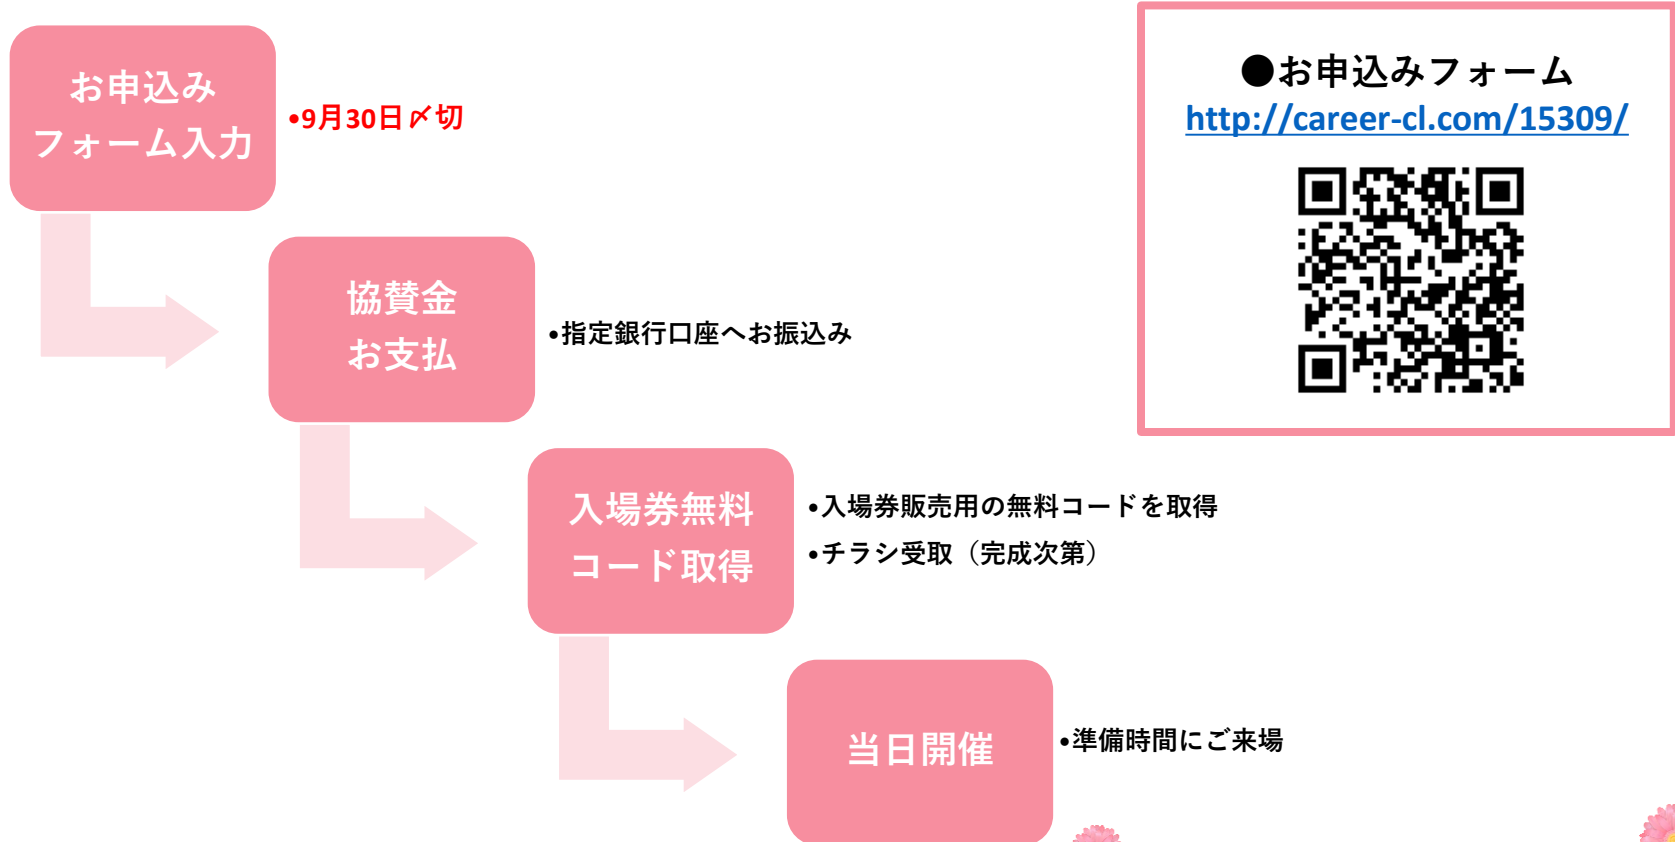 お申込み
フォーム入力
•9月30日〆切
協賛金
お支払
•指定銀行口座へお振込み
入場券無料
コード取得
•入場券販売用の無料コードを取得
•チラシ受取（完成次第）
当日開催
•準備時間にご来場
●お申込みフォーム
http://career-cl.com/15309/